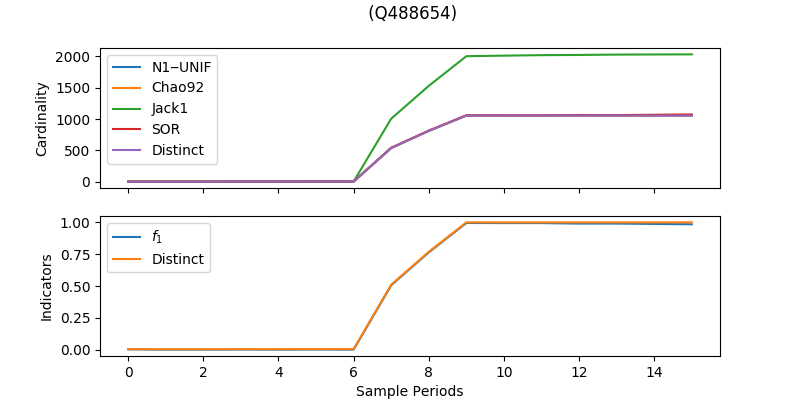 (Q488654)
2000
1500
1000
500
0
Cardinality
N1−UNIF
Chao92
Jack1
SOR
Distinct
1.00
0.75
0.50
0.25
0.00
Indicators
f1
Distinct
0 2 4 6 8 10 12 14
Sample Periods